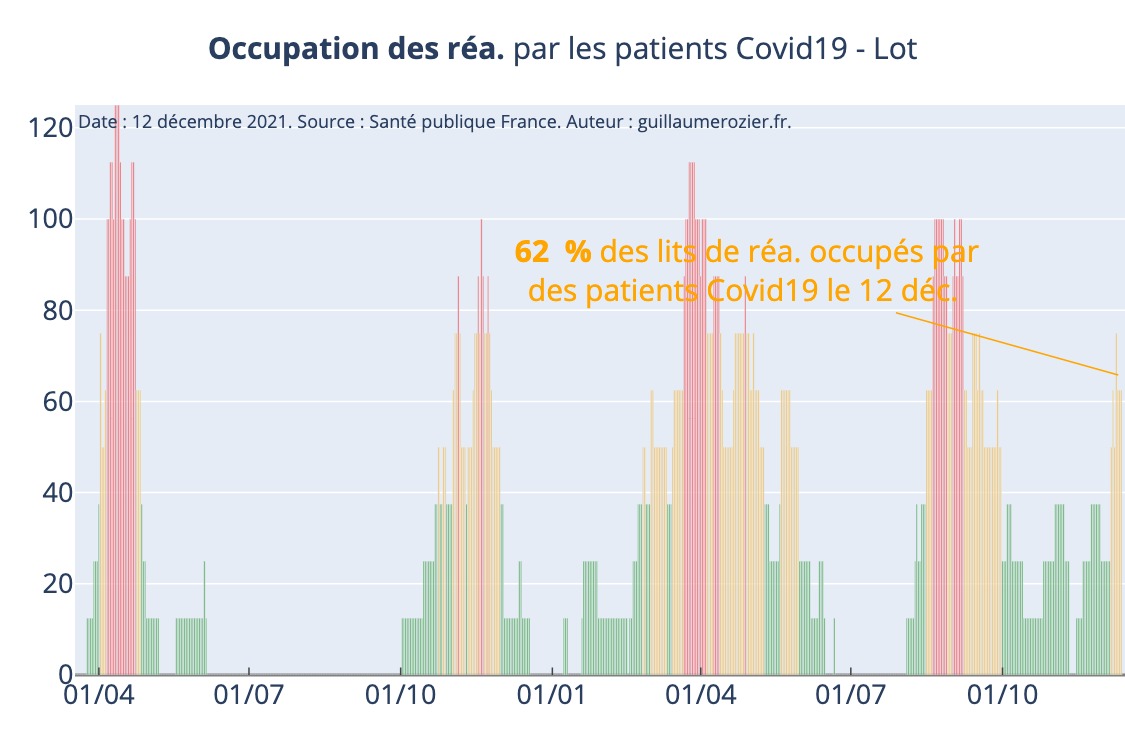 Occupation des réa. par les patients Covid19 - Lot
Date : 12 décembre 2021. Source : Santé publique France. Auteur : guillaumerozier.fr.
120
100
80
60
40
20
0
62 % des lits de réa. occupés par
des patients Covid19 le 12 déc.
01/04 01/07 01/10 01/01 01/04 01/07 01/10